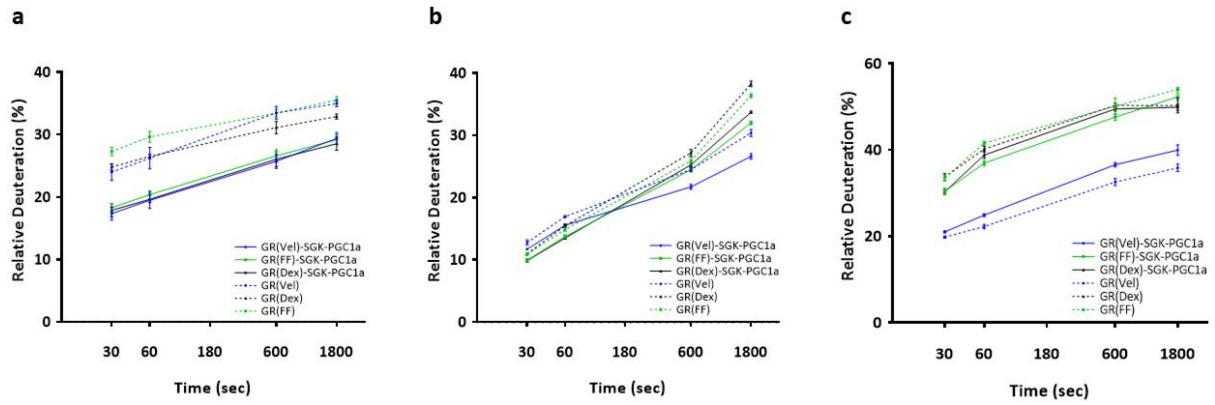 a
40
30
20
10
0
Relative Deuteration (%)
GR(Vel)-SGK-PGC1a
GR(FF)-SGK-PGC1a
GR(Dex)-SGK-PGC1a
GR(Vel)
GR(Dex)
GR(FF)
30 60 180 600 1800
Time (sec)
b
40
30
20
10
0
Relative Deuteration (%)
GR(Vel)-SGK-PGC1a
GR(FF)-SGK-PGC1a
GR(Dex)-SGK-PGC1a
GR(Vel)
GR(Dex)
GR(FF)
30 60 180 600 1800
Time (sec)
c
60
40
20
0
Relative Deuteration (%)
GR(Vel)-SGK-PGC1a
GR(FF)-SGK-PGC1a
GR(Dex)-SGK-PGC1a
GR(Vel)
GR(Dex)
GR(FF)
30 60 180 600 1800
Time (sec)